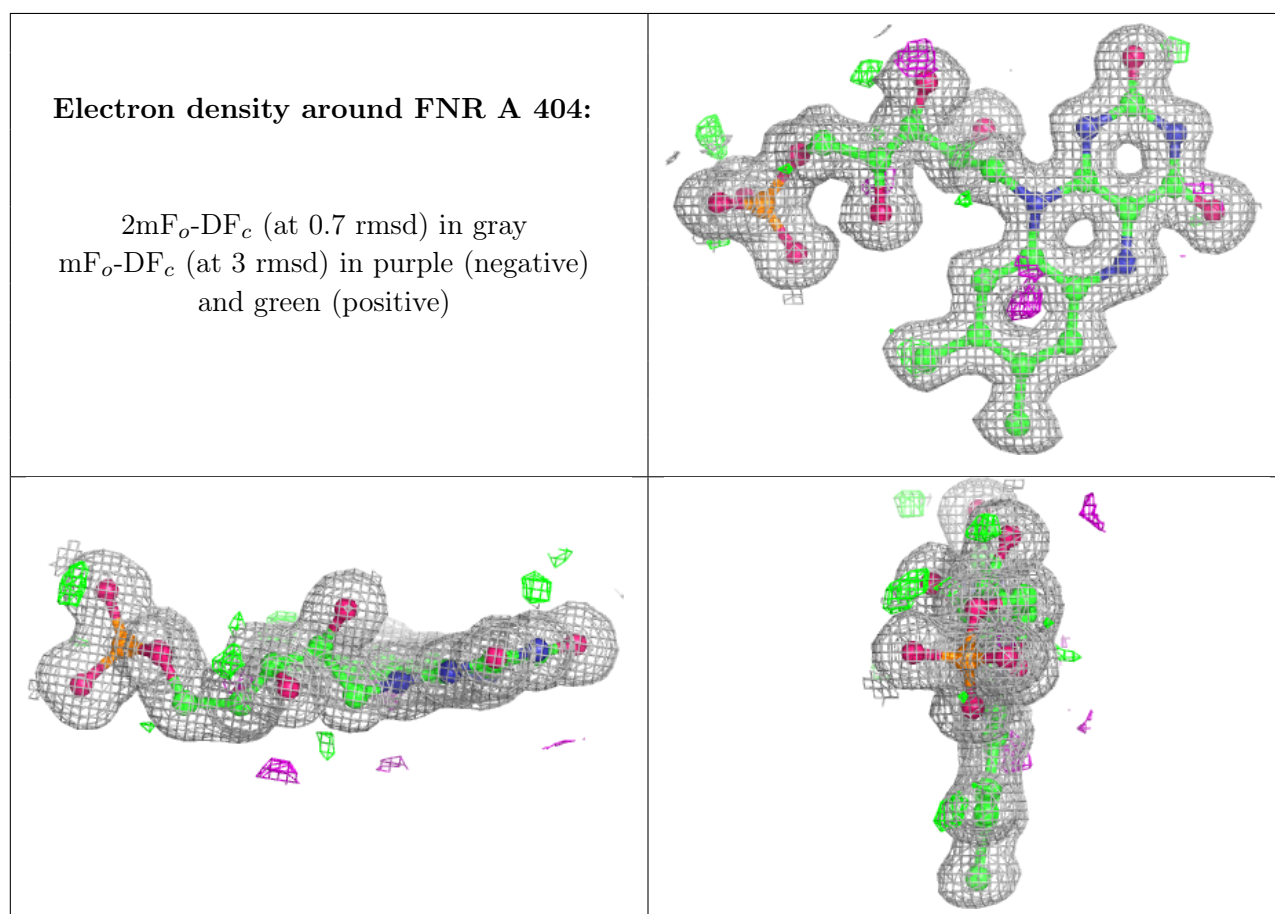 Electron density around FNR A 404:
2mFo-DFc (at 0.7 rmsd) in gray
mFo-DFc (at 3 rmsd) in purple (negative)
and green (positive)